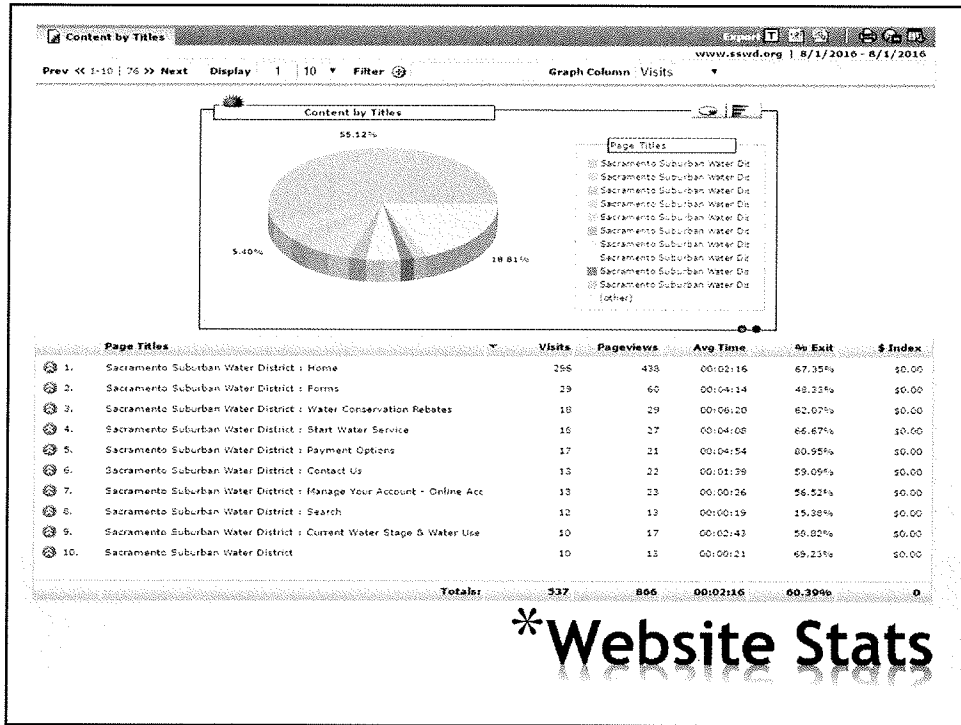 Content by Titles
Export
www.sswd.org | 8/1/2016 - 8/1/2016
Prev << 1-10 | 76 >> Next Display 1 10 Filter Graph Column Visits
Content by Titles
55.12%
5.40%
18.81%
Page Titles
Sacramento Suburban Water Dis
Sacramento Suburban Water Dis
Sacramento Suburban Water Dis
Sacramento Suburban Water Dis
Sacramento Suburban Water Dis
Sacramento Suburban Water Dis
Sacramento Suburban Water Dis
Sacramento Suburban Water Dis
Sacramento Suburban Water Dis
Sacramento Suburban Water Dis
(other)
Page Titles Visits Pageviews Avg Time % Exit $ Index
1. Sacramento Suburban Water District : Home 296 438 00:02:16 67.35% $0.00
2. Sacramento Suburban Water District : Forms 29 60 00:04:14 48.33% $0.00
3. Sacramento Suburban Water District : Water Conservation Rebates 18 29 00:06:20 62.07% $0.00
4. Sacramento Suburban Water District : Start Water Service 27 00:04:08 66.67% $0.00
5. Sacramento Suburban Water District : Payment Options 17 21 00:04:54 80.95% $0.00
6. Sacramento Suburban Water District : Contact Us 13 22 00:01:39 59.09% $0.00
7. Sacramento Suburban Water District : Manage Your Account - Online Acc 13 23 00:00:26 56.52% $0.00
8. Sacramento Suburban Water District : Search 12 13 00:00:19 15.38% $0.00
9. Sacramento Suburban Water District : Current Water Stage & Water Use 10 17 00:02:43 $0.00
10. Sacramento Suburban Water District 10 13 00:00:21 69.23% $0.00
Totals: 537 866 00:02:16 60.39% 0
*Website Stats